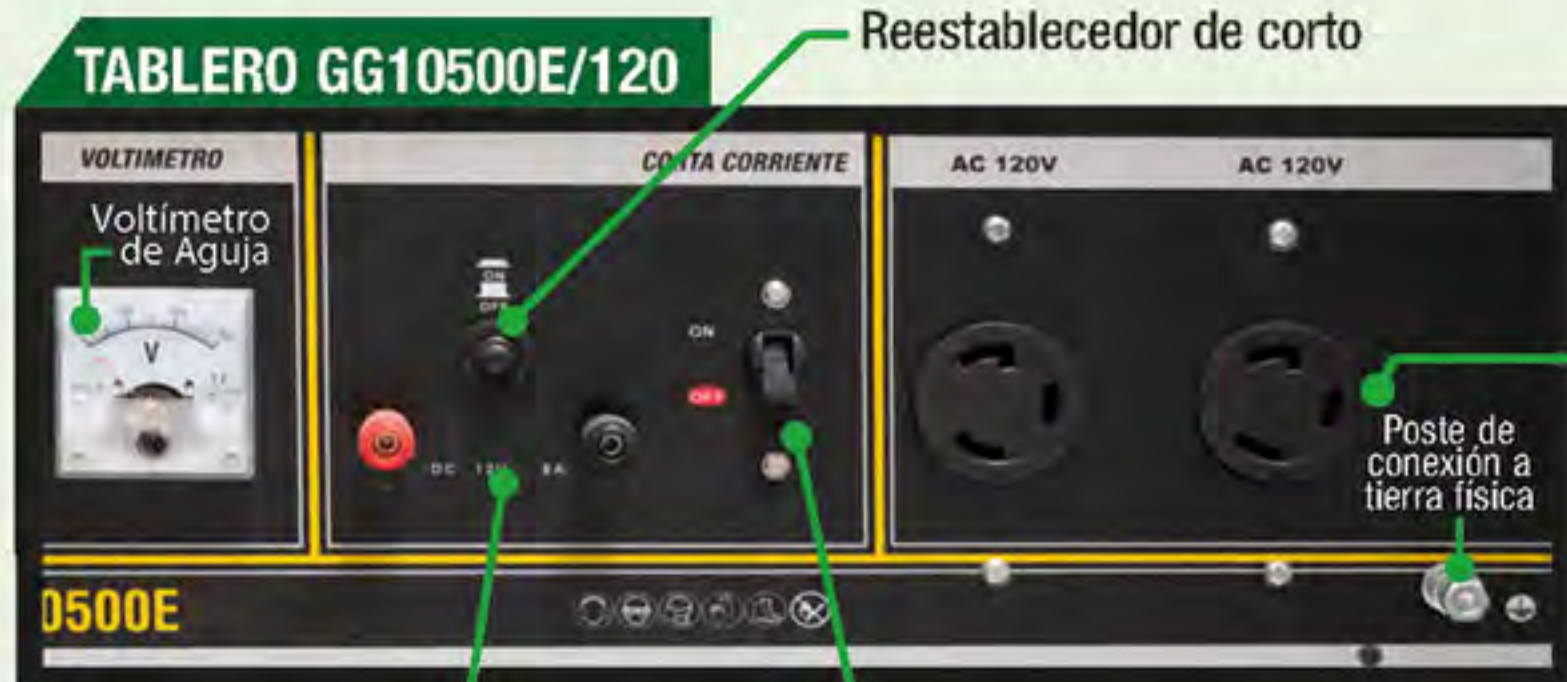 Reestablecedor de corto
TABLERO GG10500E/120
VOLTIMETRO
CORTA CORRIENTE
AC 120V
AC 120V
Voltímetro
de Aguja
V
ON
OFF
ON
OFF
DC 12V 8A
Poste de
conexión a
tierra física
0500E